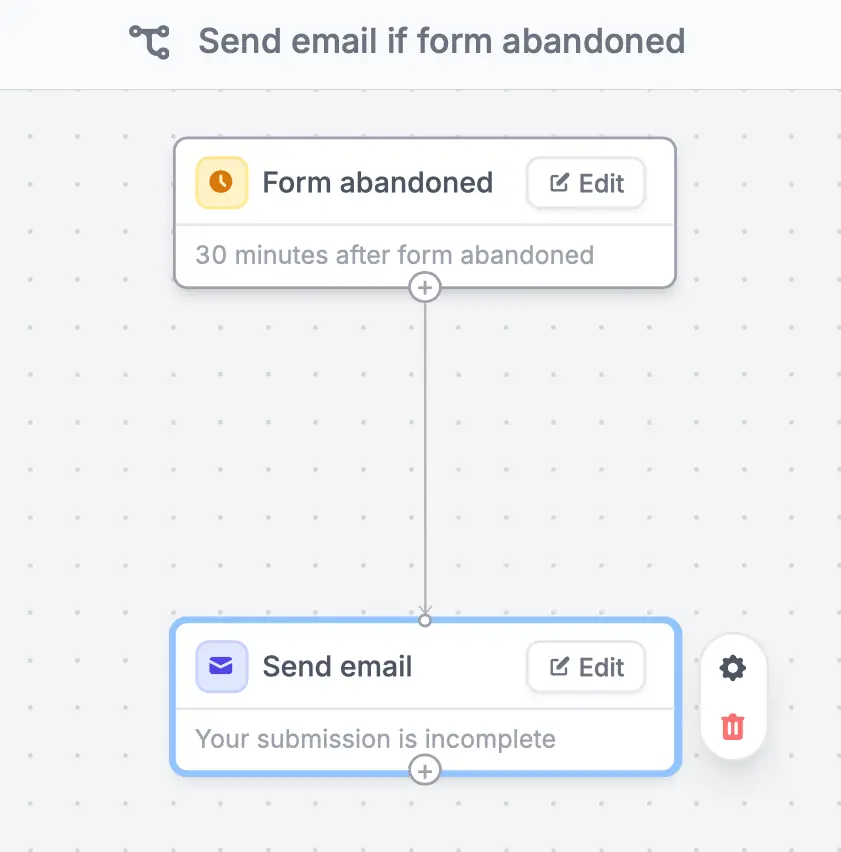 Send email if form abandoned
Form abandoned
Edit
30 minutes after form abandoned
Send email
Edit
Your submission is incomplete